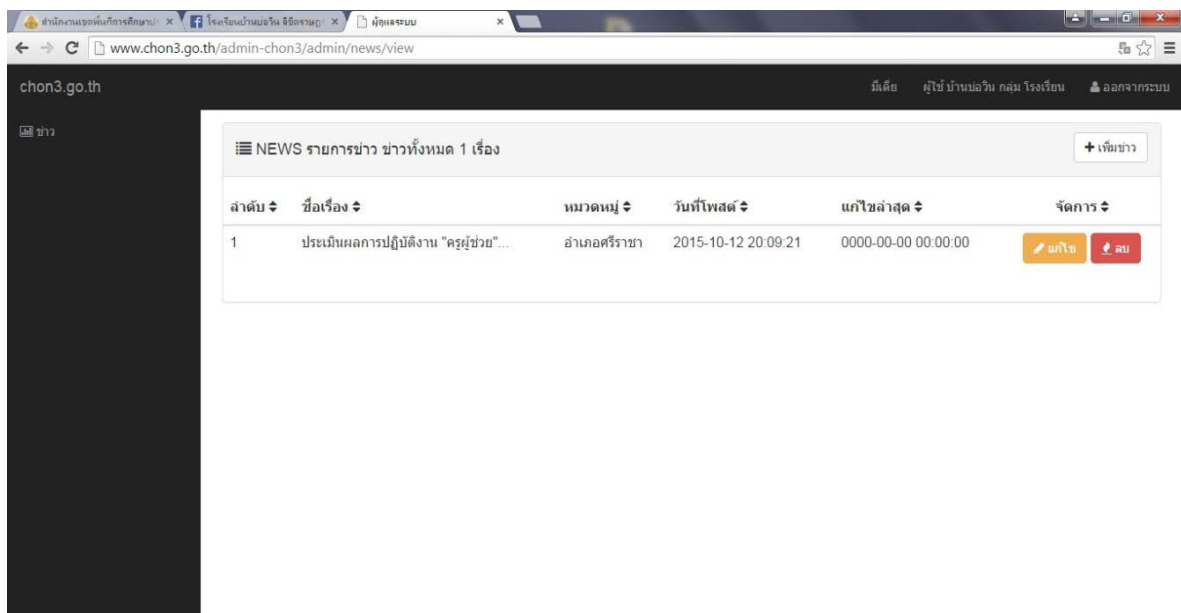 สำนักงานเขตพื้นที่การศึกษาปร
โรงเรียนบ้านบ่อวิน
ผู้ดูแลระบบ
www.chon3.go.th/admin-chon3/admin/news/view
chon3.go.th
มีเดีย ผู้ใช้ บ้านบ่อวิน กลุ่ม โรงเรียน ออกจากระบบ
ข่าว
NEWS รายการข่าว ข่าวทั้งหมด 1 เรื่อง
เพิ่มข่าว
ลำดับ ชื่อเรื่อง หมวดหมู่ วันที่โพสต์ แก้ไขล่าสุด จัดการ
1 ประเมินผลการปฏิบัติงาน "ครูผู้ช่วย"... อำเภอศรีราชา 2015-10-12 20:09:21 0000-00-00 00:00:00 แก้ไข ลบ